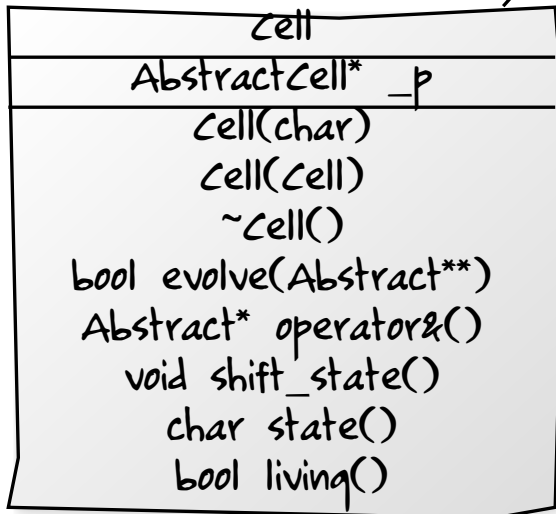 Cell
AbstractCell* _p
Cell(char)
Cell(Cell)
~Cell()
bool evolve(Abstract**)
Abstract* operator&()
void shift_state()
char state()
bool living()